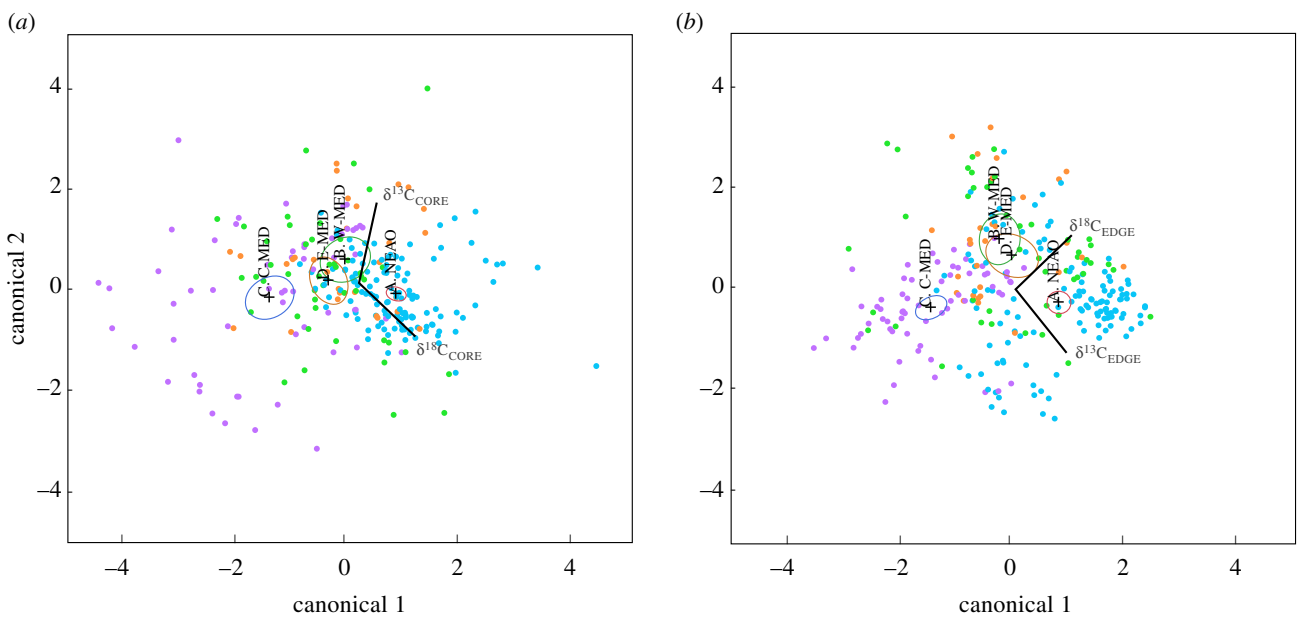 (a)
4
2
0
−2
−4
canonical 2
−4
−2
0
2
4
canonical 1
C. C-MED
D. E-MED
B. W-MED
A. NEAO
δ13CCORE
δ18CCORE
(b)
4
2
0
−2
−4
−4
−2
0
2
4
canonical 1
C. C-MED
B. W-MED
D. E-MED
A. NEAO
δ18CEDGE
δ13CEDGE